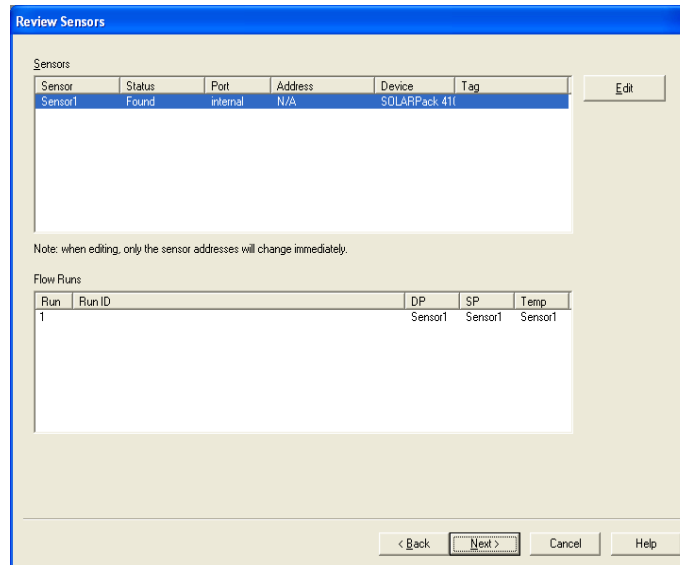 Review Sensors
Sensors
Sensor Status Port Address Device Tag
Sensor1 Found internal N/A SOLARPack 41(
Edit
Note: when editing, only the sensor addresses will change immediately.
Flow Runs
Run Run ID DP SP Temp
1 Sensor1 Sensor1 Sensor1
< Back Next > Cancel Help